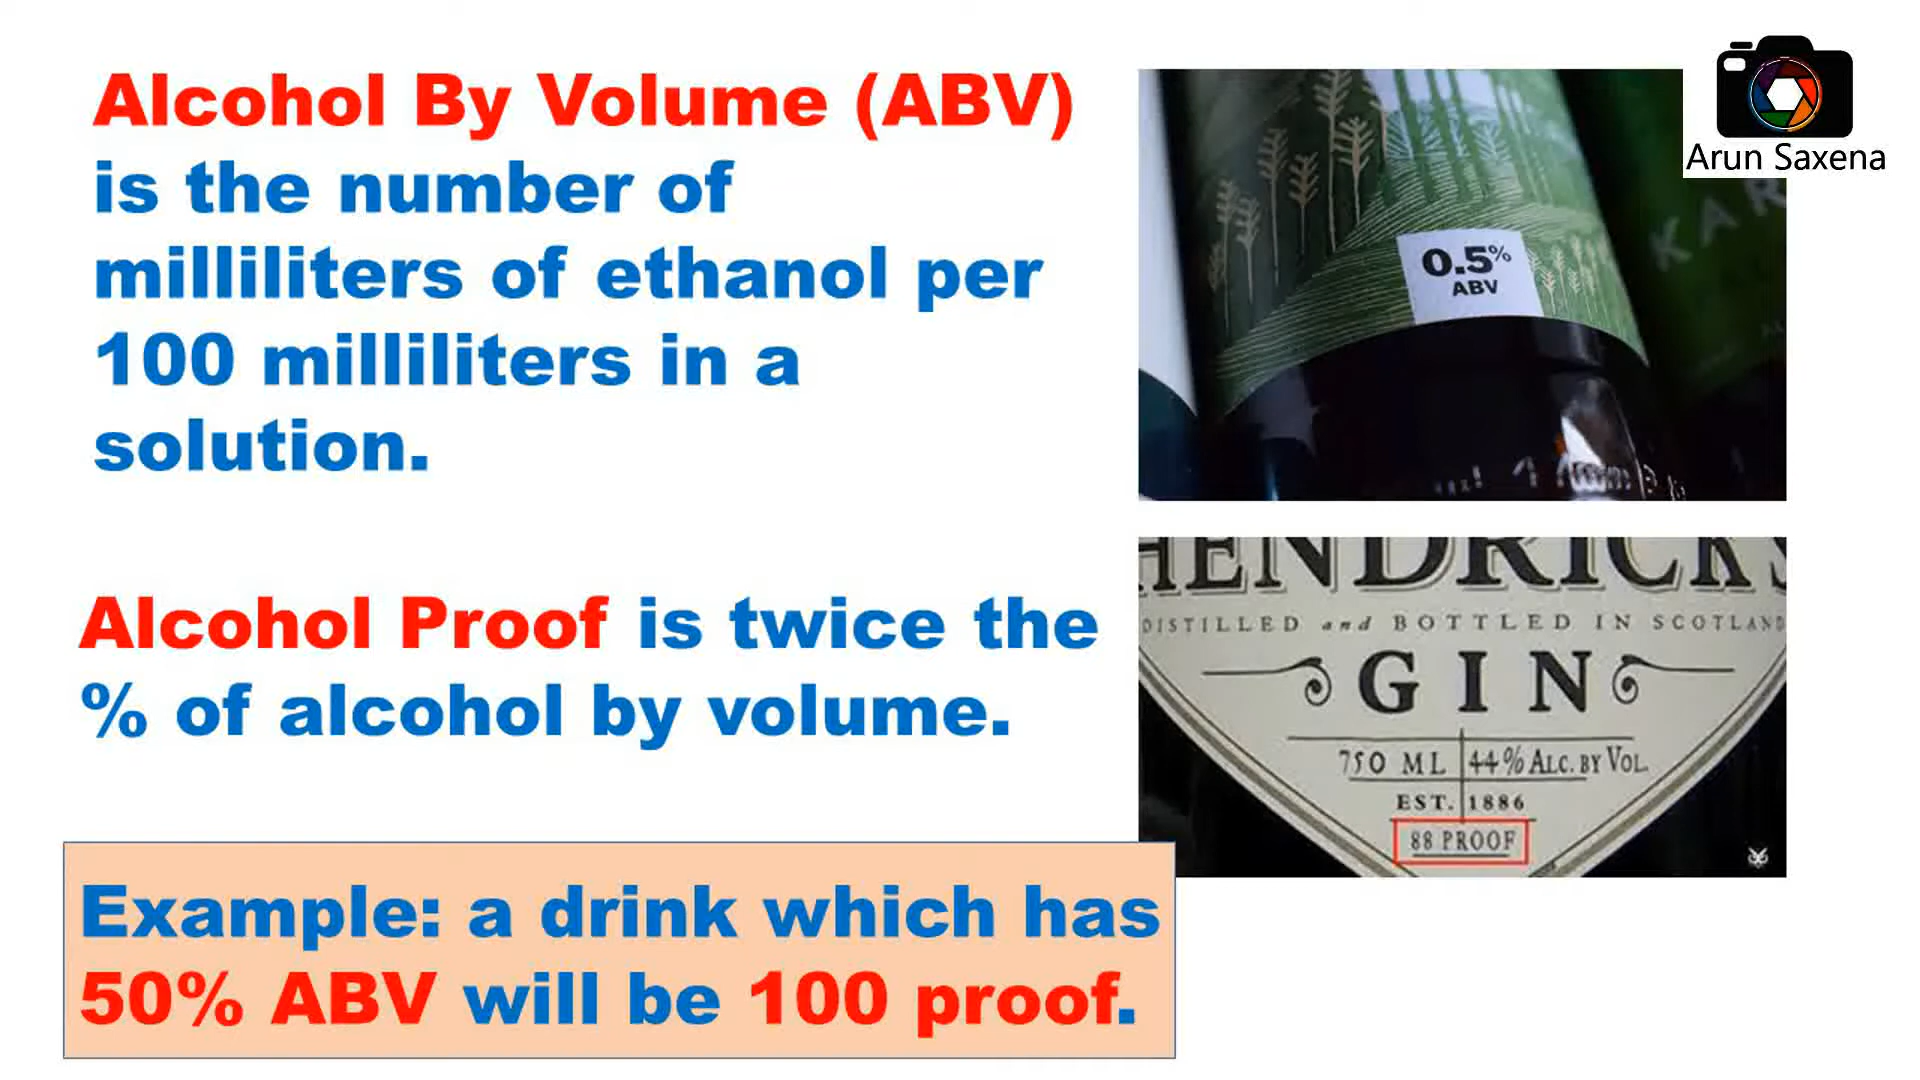 Alcohol By Volume (ABV)
is the number of
milliliters of ethanol per
100 milliliters in a
solution.
Alcohol Proof is twice the
% of alcohol by volume.
Example: a drink which has
50% ABV will be 100 proof.
Arun Saxena
0.5%
ABV
KAR
HENDRICK'S
DISTILLED and BOTTLED IN SCOTLAND
GIN
750 ML 44% ALC. BY VOL.
EST. 1886
88 PROOF